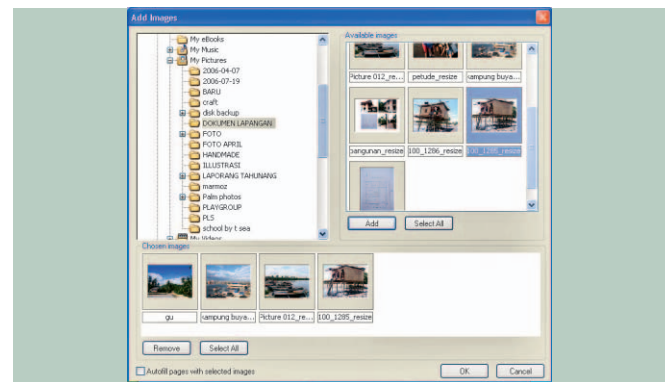 Add Images
My eBooks
My Music
My Pictures
2006-04-07
2006-07-19
BARU
craft
disk backup
DOKUMEN LAPANGAN
FOTO
FOTO APRIL
HANDMADE
ILLUSTRASI
LAPORANG TAHUNANG
marmoz
Palm photos
PLAYGROUP
PLS
school by t sea
My Videos
Available images
Picture 012_re...
petude_resize
kampung buya...
bangunan_resize
100_1286_resize
100_1285_resize
Add
Select All
Chosen images
gu
kampung buya...
Picture 012_re...
100_1285_resize
Remove
Select All
Autofill pages with selected images
OK
Cancel